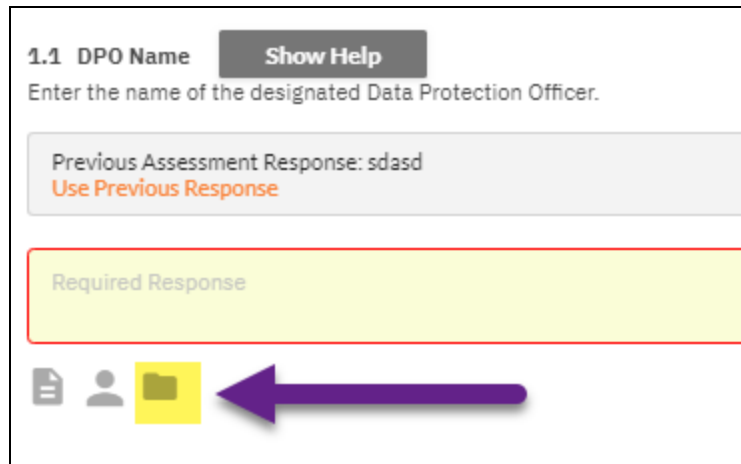 1.1 DPO Name Show Help
Enter the name of the designated Data Protection Officer.
Previous Assessment Response: sdasd
Use Previous Response
Required Response